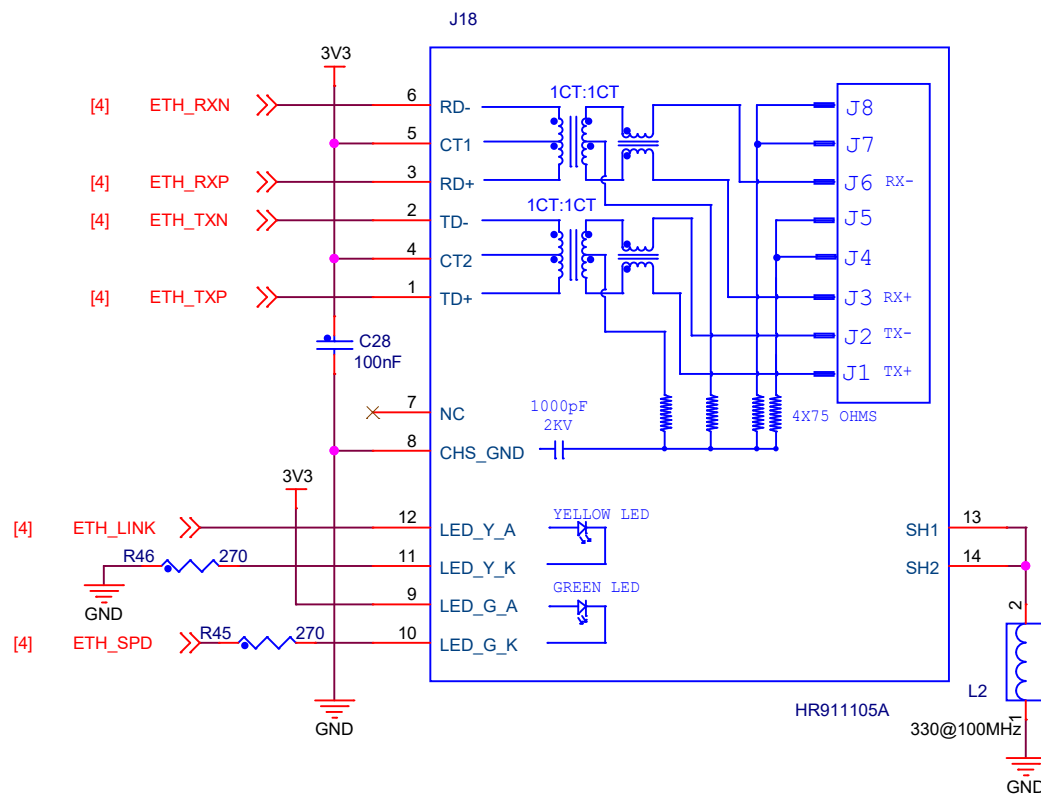 J18
3V3
1CT:1CT
[4] ETH_RXN 6 RD- J8
5 CT1 J7
[4] ETH_RXP 3 RD+ J6 RX-
1CT:1CT
[4] ETH_TXN 2 TD- J5
4 CT2 J4
[4] ETH_TXP 1 TD+ J3 RX+
J2 TX-
C28
100nF
J1 TX+
7 NC
1000pF
2KV
4X75 OHMS
8 CHS_GND
3V3
[4] ETH_LINK 12 LED_Y_A YELLOW LED SH1 13
R46 270 11 LED_Y_K SH2 14
GND
9 LED_G_A GREEN LED
2
[4] ETH_SPD R45 270 10 LED_G_K
L2
HR911105A
330@100MHz
1
GND
GND